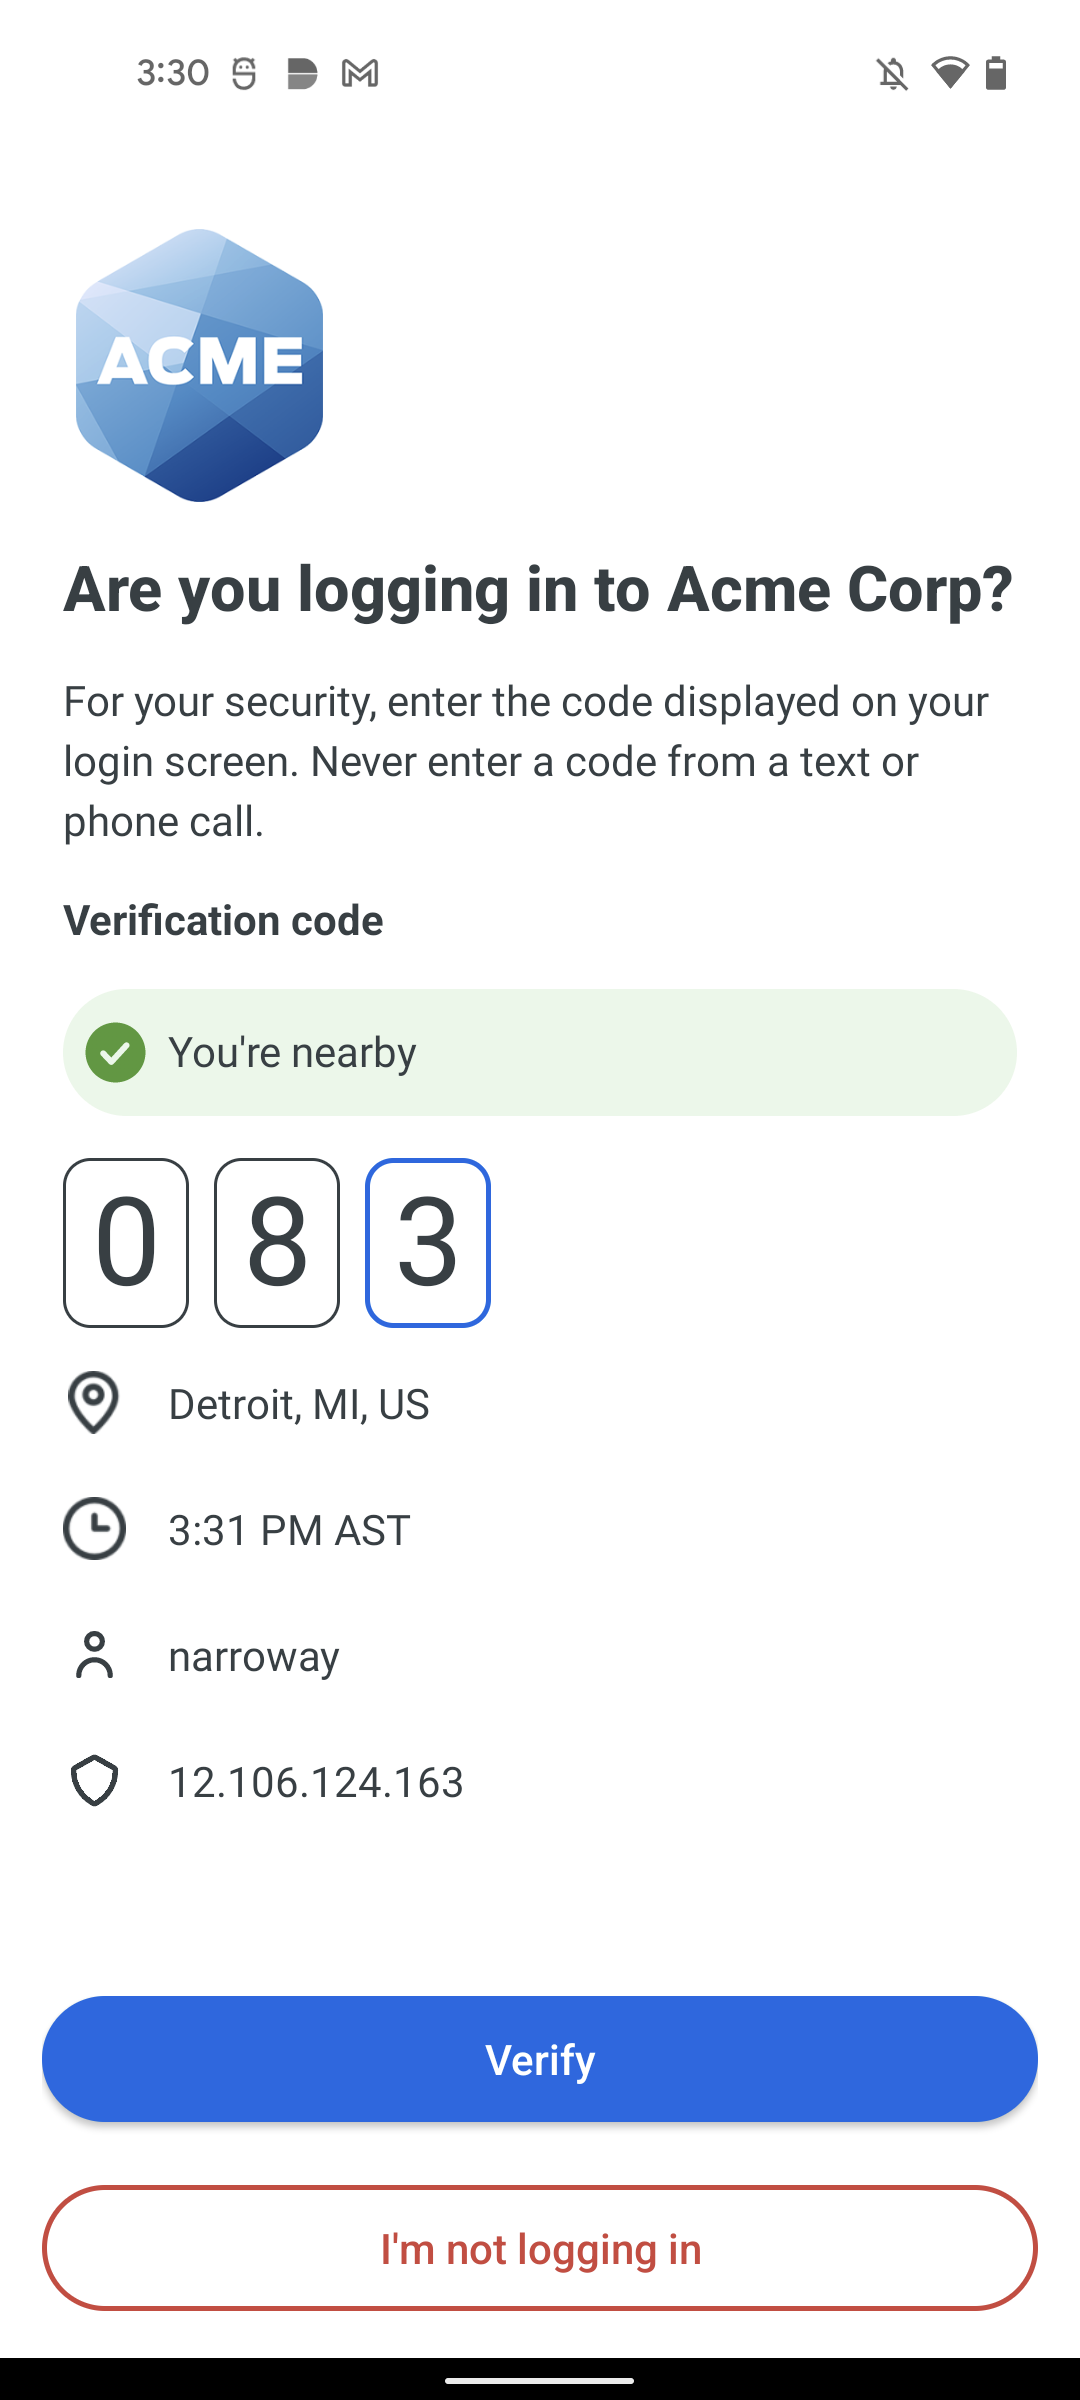 3:30
ACME
Are you logging in to Acme Corp?
For your security, enter the code displayed on your
login screen. Never enter a code from a text or
phone call.
Verification code
You're nearby
0 8 3
Detroit, MI, US
3:31 PM AST
narroway
12.106.124.163
Verify
I'm not logging in